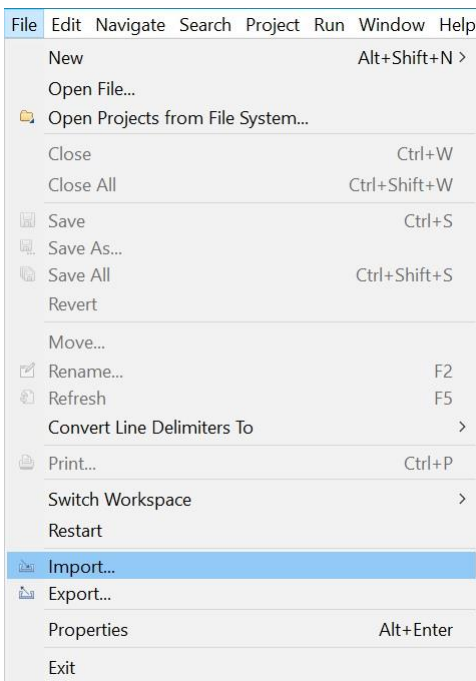 File Edit Navigate Search Project Run Window Help
New Alt+Shift+N >
Open File...
Open Projects from File System...
Close Ctrl+W
Close All Ctrl+Shift+W
Save Ctrl+S
Save As...
Save All Ctrl+Shift+S
Revert
Move...
Rename... F2
Refresh F5
Convert Line Delimiters To >
Print... Ctrl+P
Switch Workspace >
Restart
Import...
Export...
Properties Alt+Enter
Exit